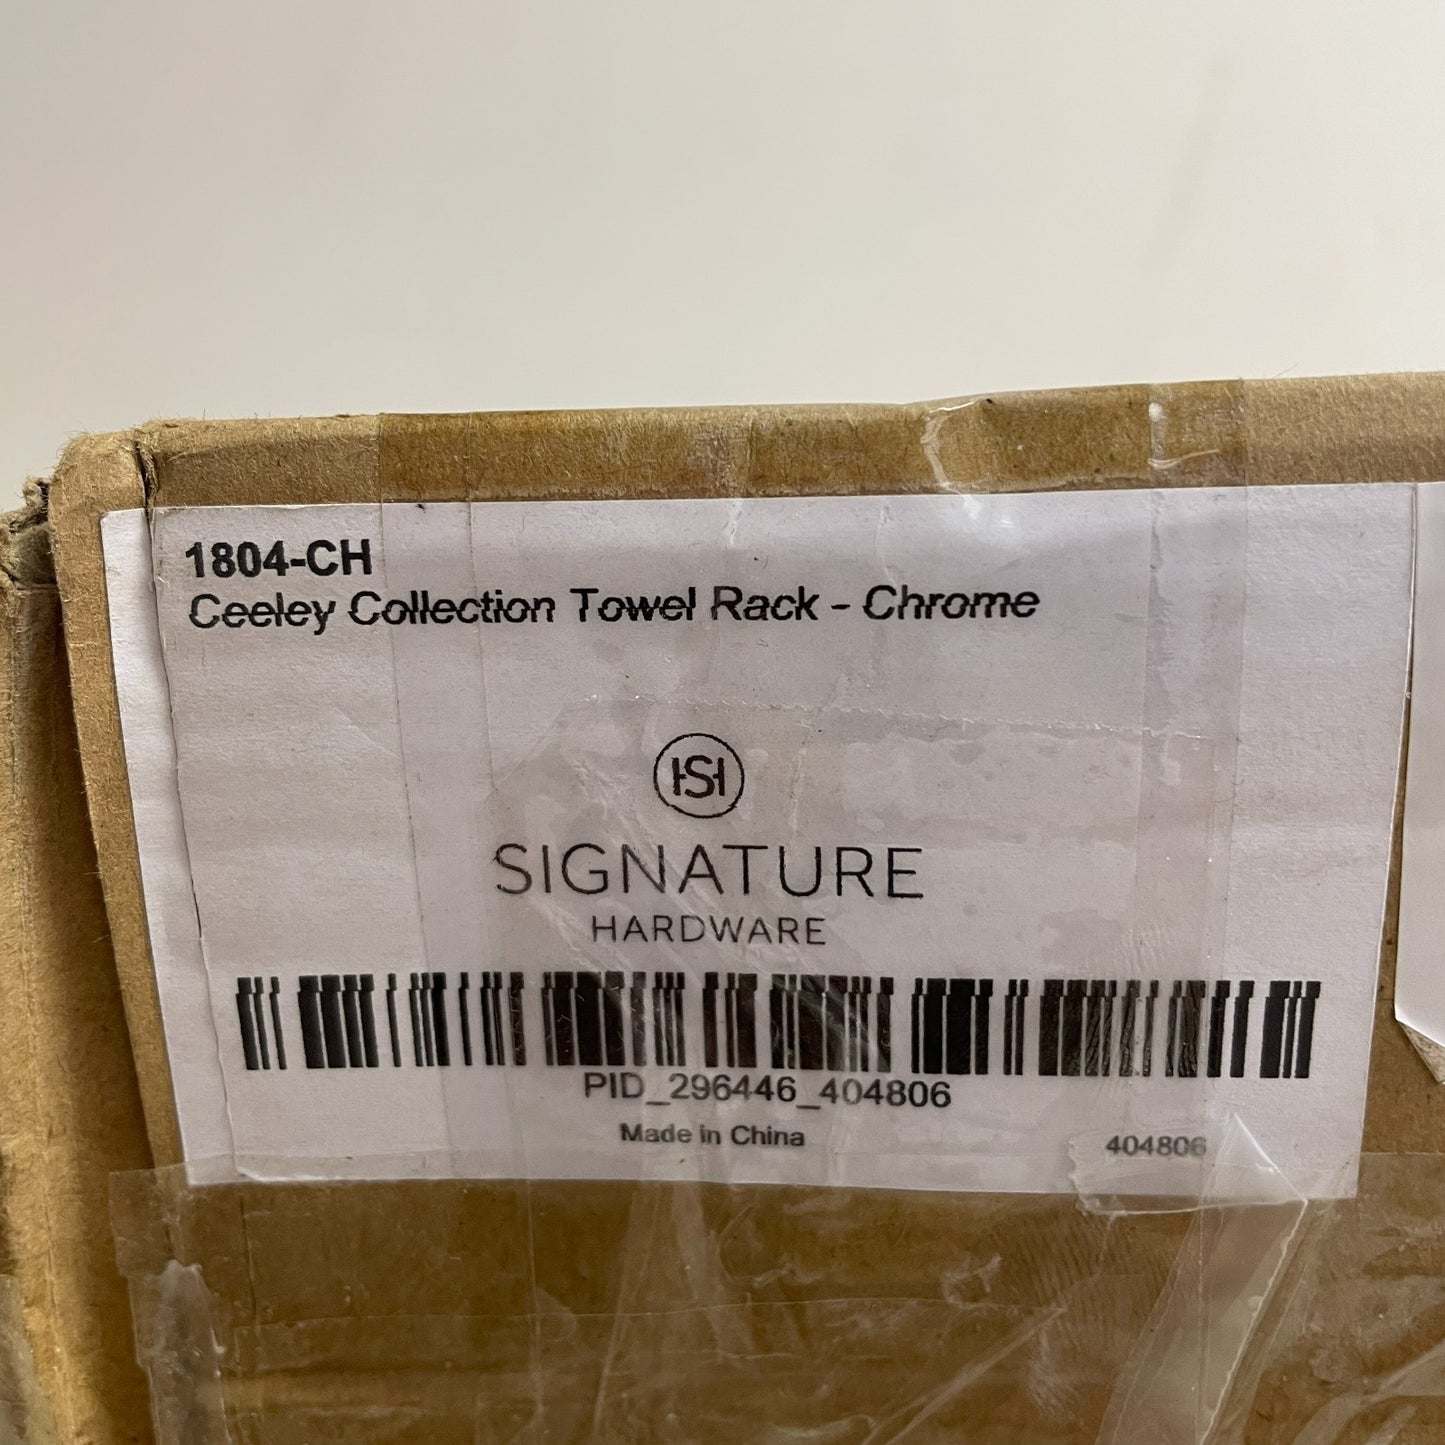 1804-CH
Ceeley Collection Towel Rack - Chrome
SIGNATURE
HARDWARE
PID_296446_404806
Made in China
404806